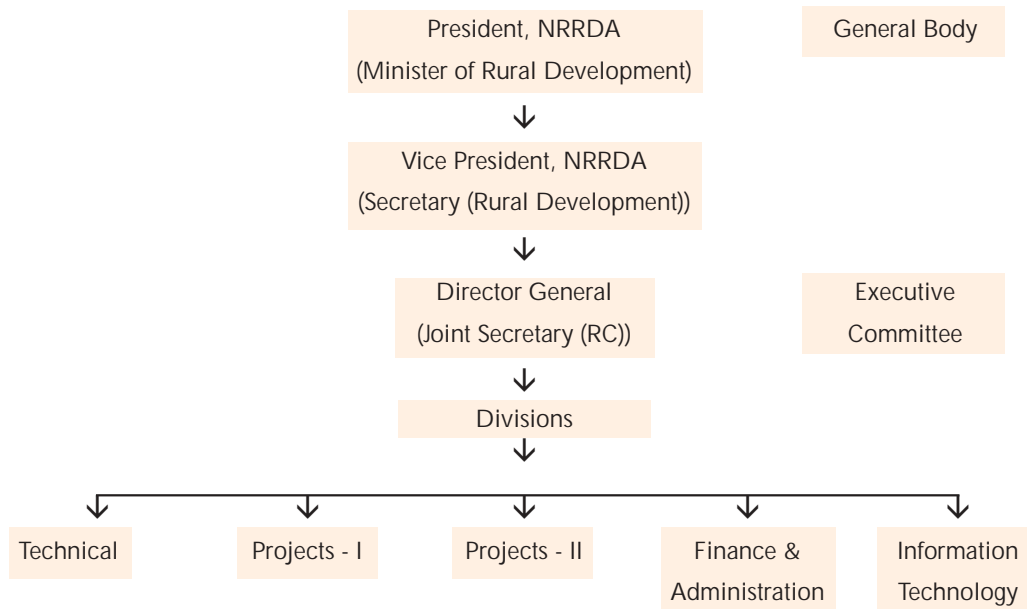 President, NRRDA
(Minister of Rural Development)
General Body
Vice President, NRRDA
(Secretary (Rural Development))
Director General
(Joint Secretary (RC))
Executive
Committee
Divisions
Technical
Projects - I
Projects - II
Finance &
Administration
Information
Technology